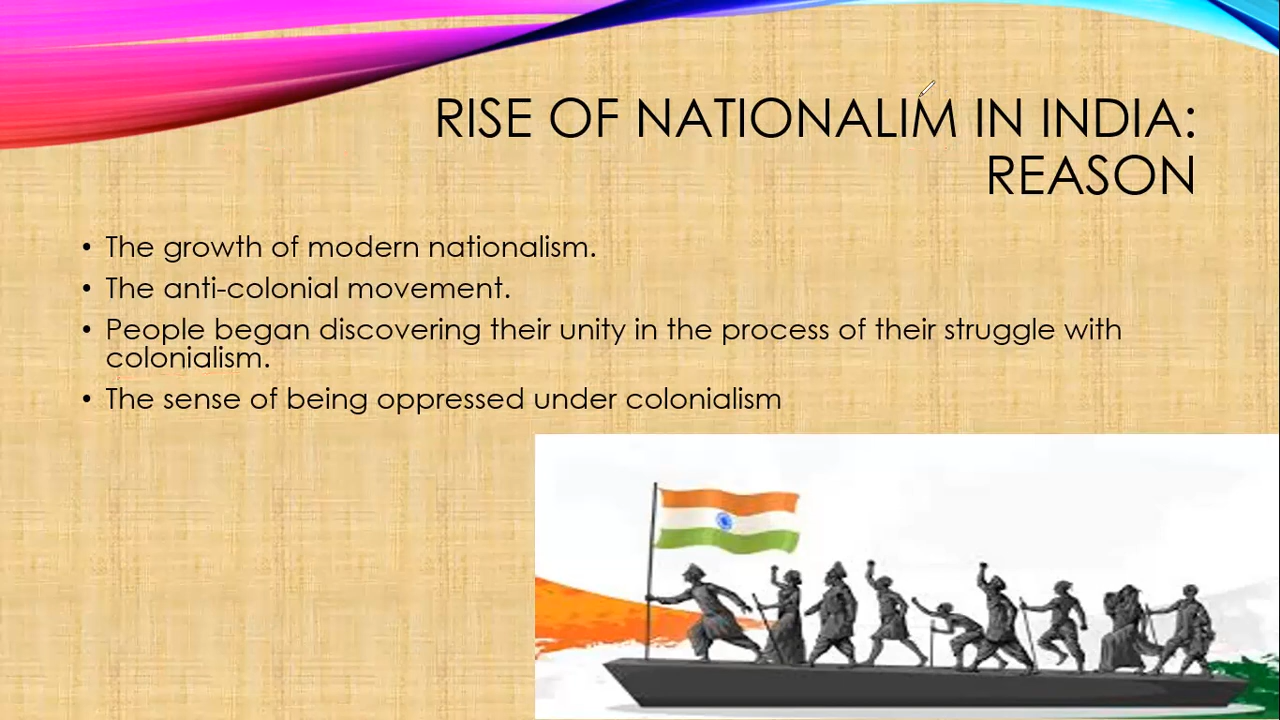 RISE OF NATIONALIM IN INDIA:
REASON
• The growth of modern nationalism.
• The anti-colonial movement.
• People began discovering their unity in the process of their struggle with
colonialism.
• The sense of being oppressed under colonialism